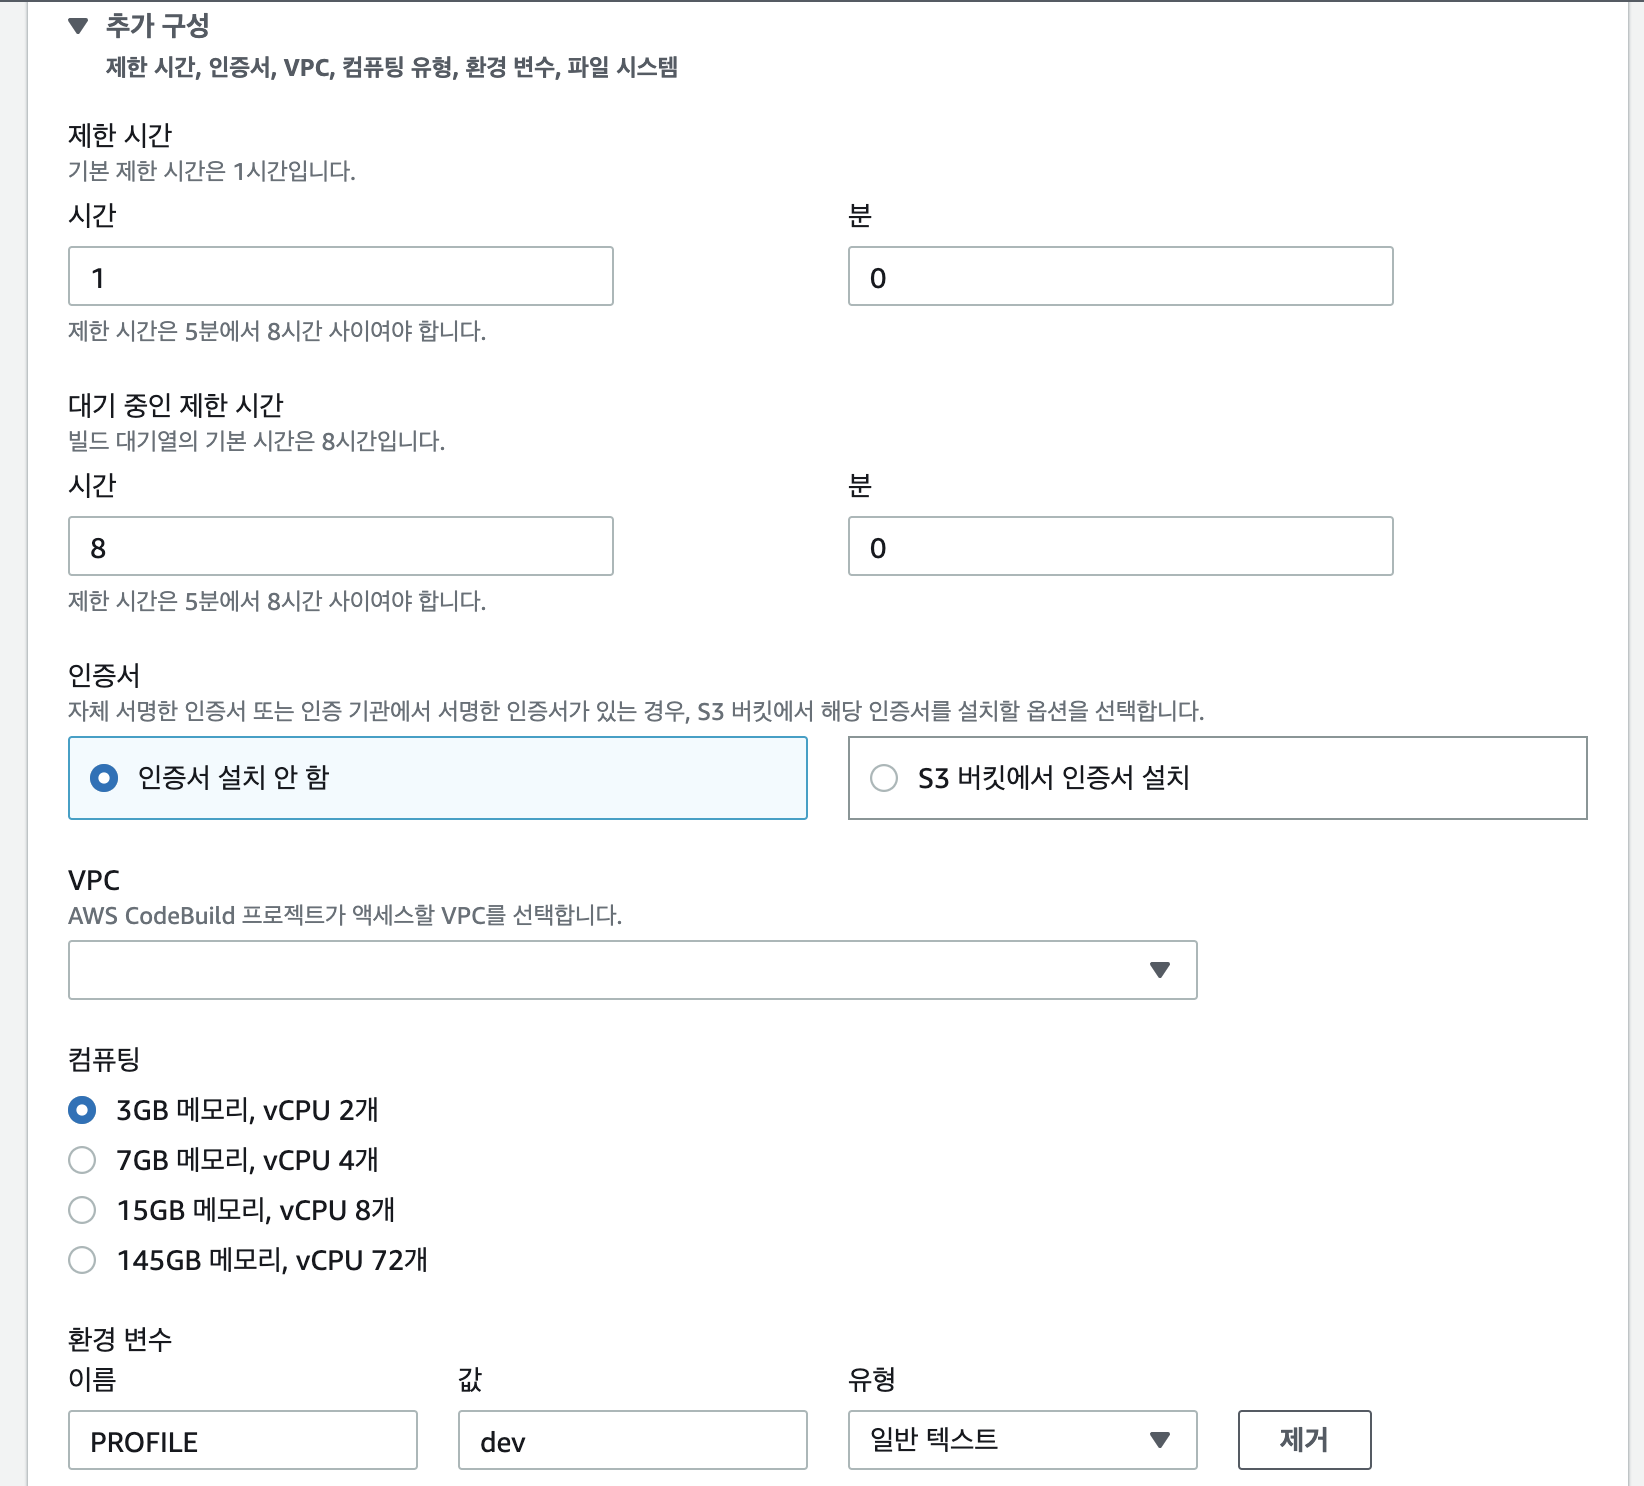 추가 구성
제한 시간, 인증서, VPC, 컴퓨팅 유형, 환경 변수, 파일 시스템
제한 시간
기본 제한 시간은 1시간입니다.
시간 분
1 0
제한 시간은 5분에서 8시간 사이여야 합니다.
대기 중인 제한 시간
빌드 대기열의 기본 시간은 8시간입니다.
시간 분
8 0
제한 시간은 5분에서 8시간 사이여야 합니다.
인증서
자체 서명한 인증서 또는 인증 기관에서 서명한 인증서가 있는 경우, S3 버킷에서 해당 인증서를 설치할 옵션을 선택합니다.
인증서 설치 안 함 S3 버킷에서 인증서 설치
VPC
AWS CodeBuild 프로젝트가 액세스할 VPC를 선택합니다.
컴퓨팅
3GB 메모리, vCPU 2개
7GB 메모리, vCPU 4개
15GB 메모리, vCPU 8개
145GB 메모리, vCPU 72개
환경 변수
이름 값 유형
PROFILE dev 일반 텍스트 제거